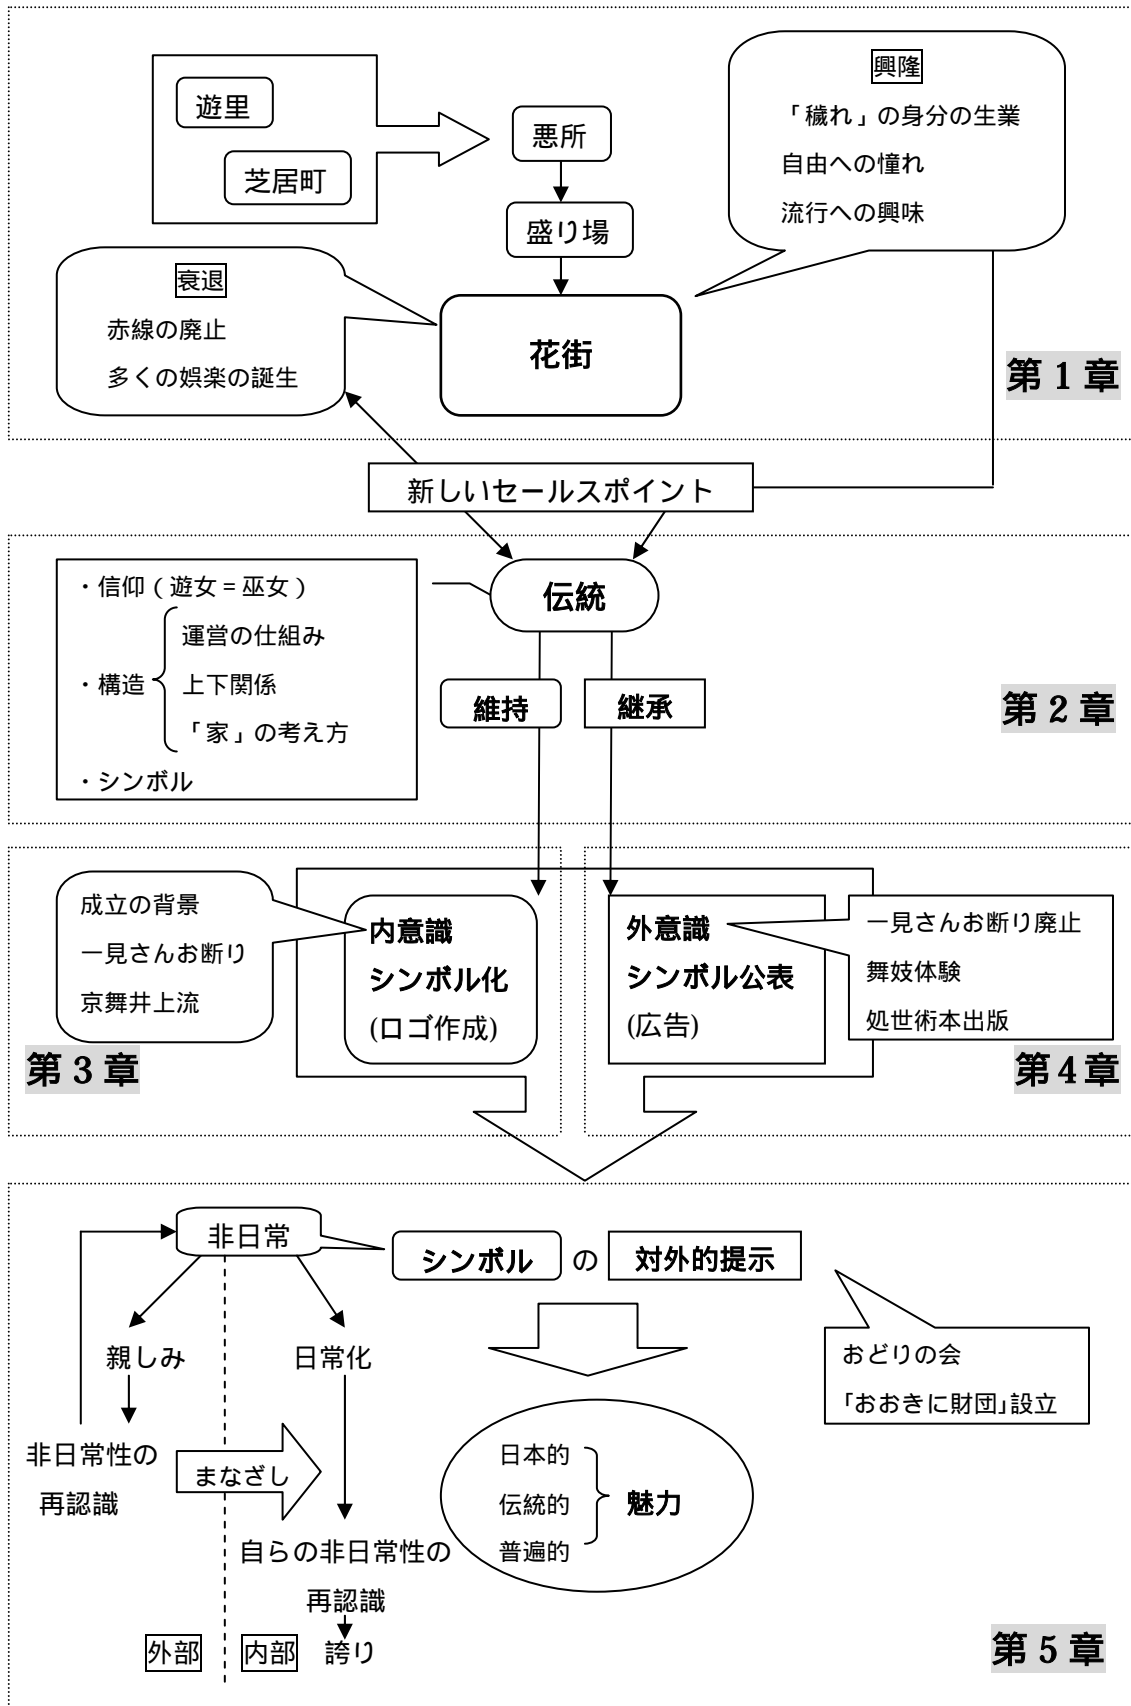 遊里
芝居町
悪所
盛り場
興隆
「穢れ」の身分の生業
自由への憧れ
流行への興味
衰退
赤線の廃止
多くの娯楽の誕生
花街
第1章
新しいセールスポイント
・信仰(遊女=巫女)
・構造
運営の仕組み
上下関係
「家」の考え方
・シンボル
伝統
維持
継承
第2章
成立の背景
一見さんお断り
京舞井上流
内意識
シンボル化
(ロゴ作成)
第3章
外意識
シンボル公表
(広告)
一見さんお断り廃止
舞妓体験
処世術本出版
第4章
非日常
シンボル の 対外的提示
親しみ
日常化
おどりの会
「おおきに財団」設立
非日常性の
再認識
まなざし
日本的
伝統的
普遍的
魅力
自らの非日常性の
再認識
誇り
外部
内部
第5章